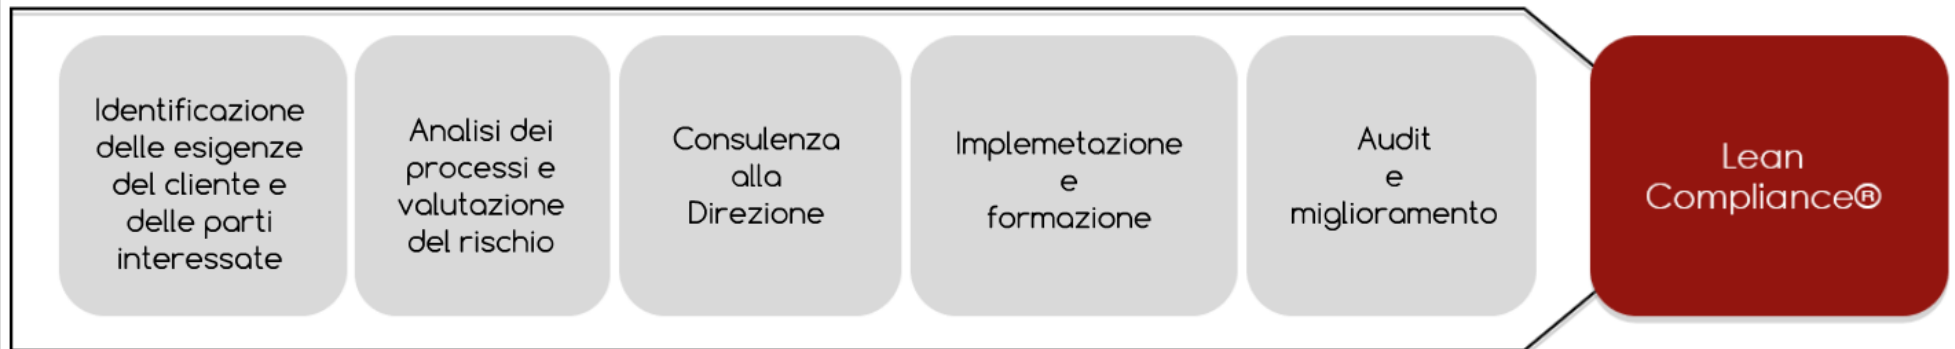 Identificazione
delle esigenze
del cliente e
delle parti
interessate
Analisi dei
processi e
valutazione
del rischio
Consulenza
alla
Direzione
Implemetazione
e
formazione
Audit
e
miglioramento
Lean
Compliance®